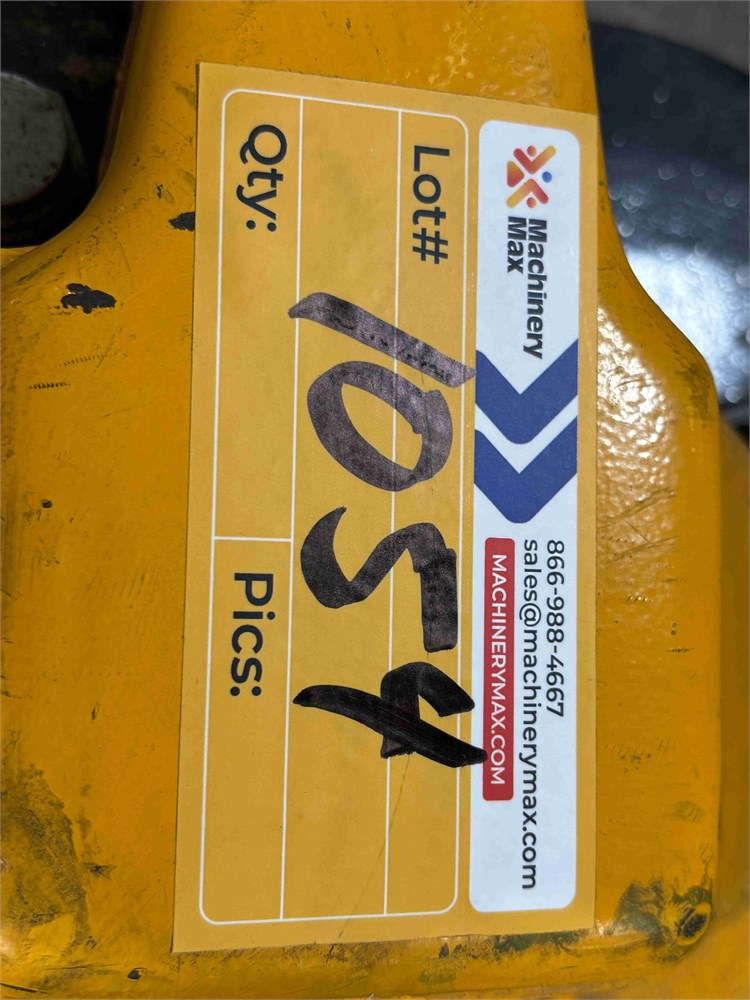 Machinery
Max
866-988-4667
sales@machinerymax.com
MACHINERYMAX.COM
Lot#
1054
Qty:
Pics: